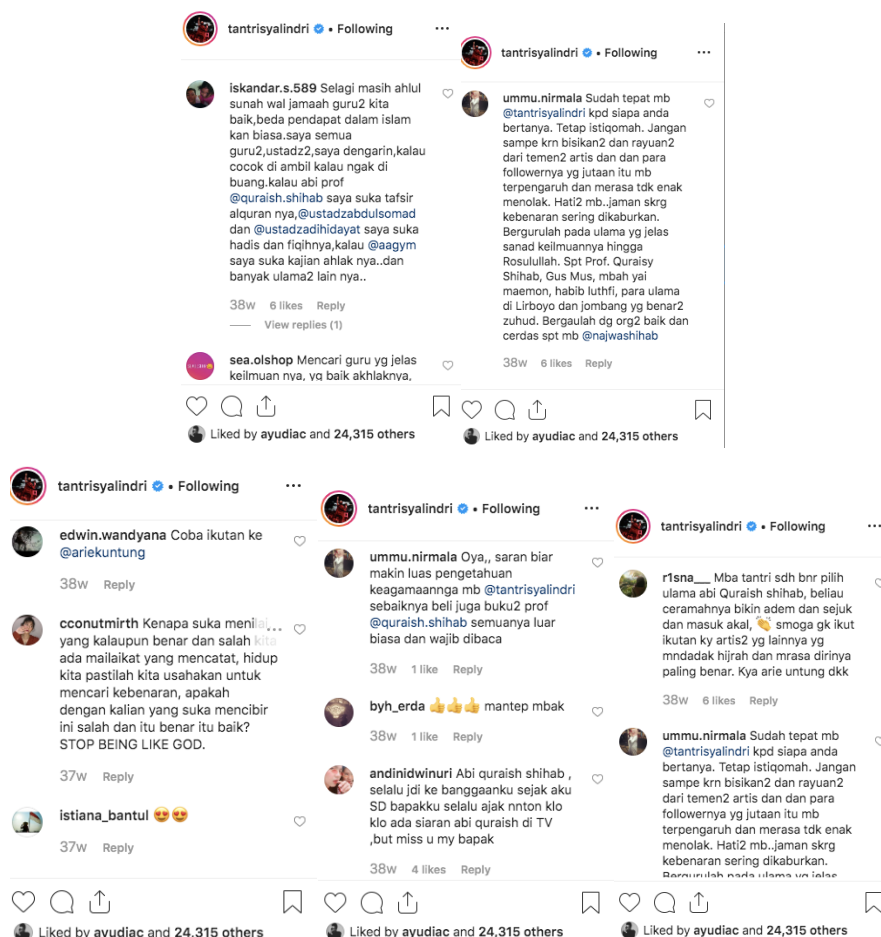 tantrisyalindri • Following
iskandar.s.589 Selagi masih ahlul
sunah wal jamaah guru2 kita
baik,beda pendapat dalam islam
kan biasa.saya semua
guru2,ustadz2,saya dengarin,kalau
cocok di ambil kalau ngak di
buang.kalau abi prof
@quraish.shihab saya suka tafsir
alquran nya,@ustadzabdulsomad
dan @ustadzadihidayat saya suka
hadis dan fiqihnya,kalau @aagym
saya suka kajian ahlak nya..dan
banyak ulama2 lain nya..
38w 6 likes Reply
View replies (1)
sea.olshop Mencari guru yg jelas
keilmuan nya, yg baik akhlaknya,
Liked by ayudiac and 24,315 others
tantrisyalindri • Following
ummu.nirmala Sudah tepat mb
@tantrisyalindri kpd siapa anda
bertanya. Tetap istiqomah. Jangan
sampe krn bisikan2 dan rayuan2
dari temen2 artis dan dan para
followernya yg jutaan itu mb
terpengaruh dan merasa tdk enak
menolak. Hati2 mb..jaman skrg
kebenaran sering dikaburkan.
Bergurulah pada ulama yg jelas
sanad keilmuannya hingga
Rosulullah. Spt Prof. Quraisy
Shihab, Gus Mus, mbah yai
maemon, habib luthfi, para ulama
di Lirboyo dan jombang yg benar2
zuhud. Bergaulah dg org2 baik dan
cerdas spt mb @najwashihab
38w 6 likes Reply
Liked by ayudiac and 24,315 others
tantrisyalindri • Following
edwin.wandyana Coba ikutan ke
@ariekuntung
38w Reply
cconutmirth Kenapa suka menilai
yang kalaupun benar dan salah kita
ada mailaikat yang mencatat, hidup
kita pastilah kita usahakan untuk
mencari kebenaran, apakah
dengan kalian yang suka mencibir
ini salah dan itu benar itu baik?
STOP BEING LIKE GOD.
37w Reply
istiana_bantul 😍😍
37w Reply
Liked by ayudiac and 24,315 others
tantrisyalindri • Following
ummu.nirmala Oya,, saran biar
makin luas pengetahuan
keagamaannga mb @tantrisyalindri
sebaiknya beli juga buku2 prof
@quraish.shihab semuanya luar
biasa dan wajib dibaca
38w 1 like Reply
byh_erda 👍👍👍 mantep mbak
38w 1 like Reply
andinidwinuri Abi quraish shihab ,
selalu jdi ke banggaanku sejak aku
SD bapakku selalu ajak nnton klo
klo ada siaran abi quraish di TV
,but miss u my bapak
38w 4 likes Reply
Liked by ayudiac and 24,315 others
tantrisyalindri • Following
r1sna___ Mba tantri sdh bnr pilih
ulama abi Quraish shihab, beliau
ceramahnya bikin adem dan sejuk
dan masuk akal, 👏 smoga gk ikut
ikutan ky artis2 yg lainnya yg
mndadak hijrah dan mrasa dirinya
paling benar. Kya arie untung dkk
38w 6 likes Reply
ummu.nirmala Sudah tepat mb
@tantrisyalindri kpd siapa anda
bertanya. Tetap istiqomah. Jangan
sampe krn bisikan2 dan rayuan2
dari temen2 artis dan dan para
followernya yg jutaan itu mb
terpengaruh dan merasa tdk enak
menolak. Hati2 mb..jaman skrg
kebenaran sering dikaburkan.
Bergurulah pada ulama yg jelas
Liked by ayudiac and 24,315 others